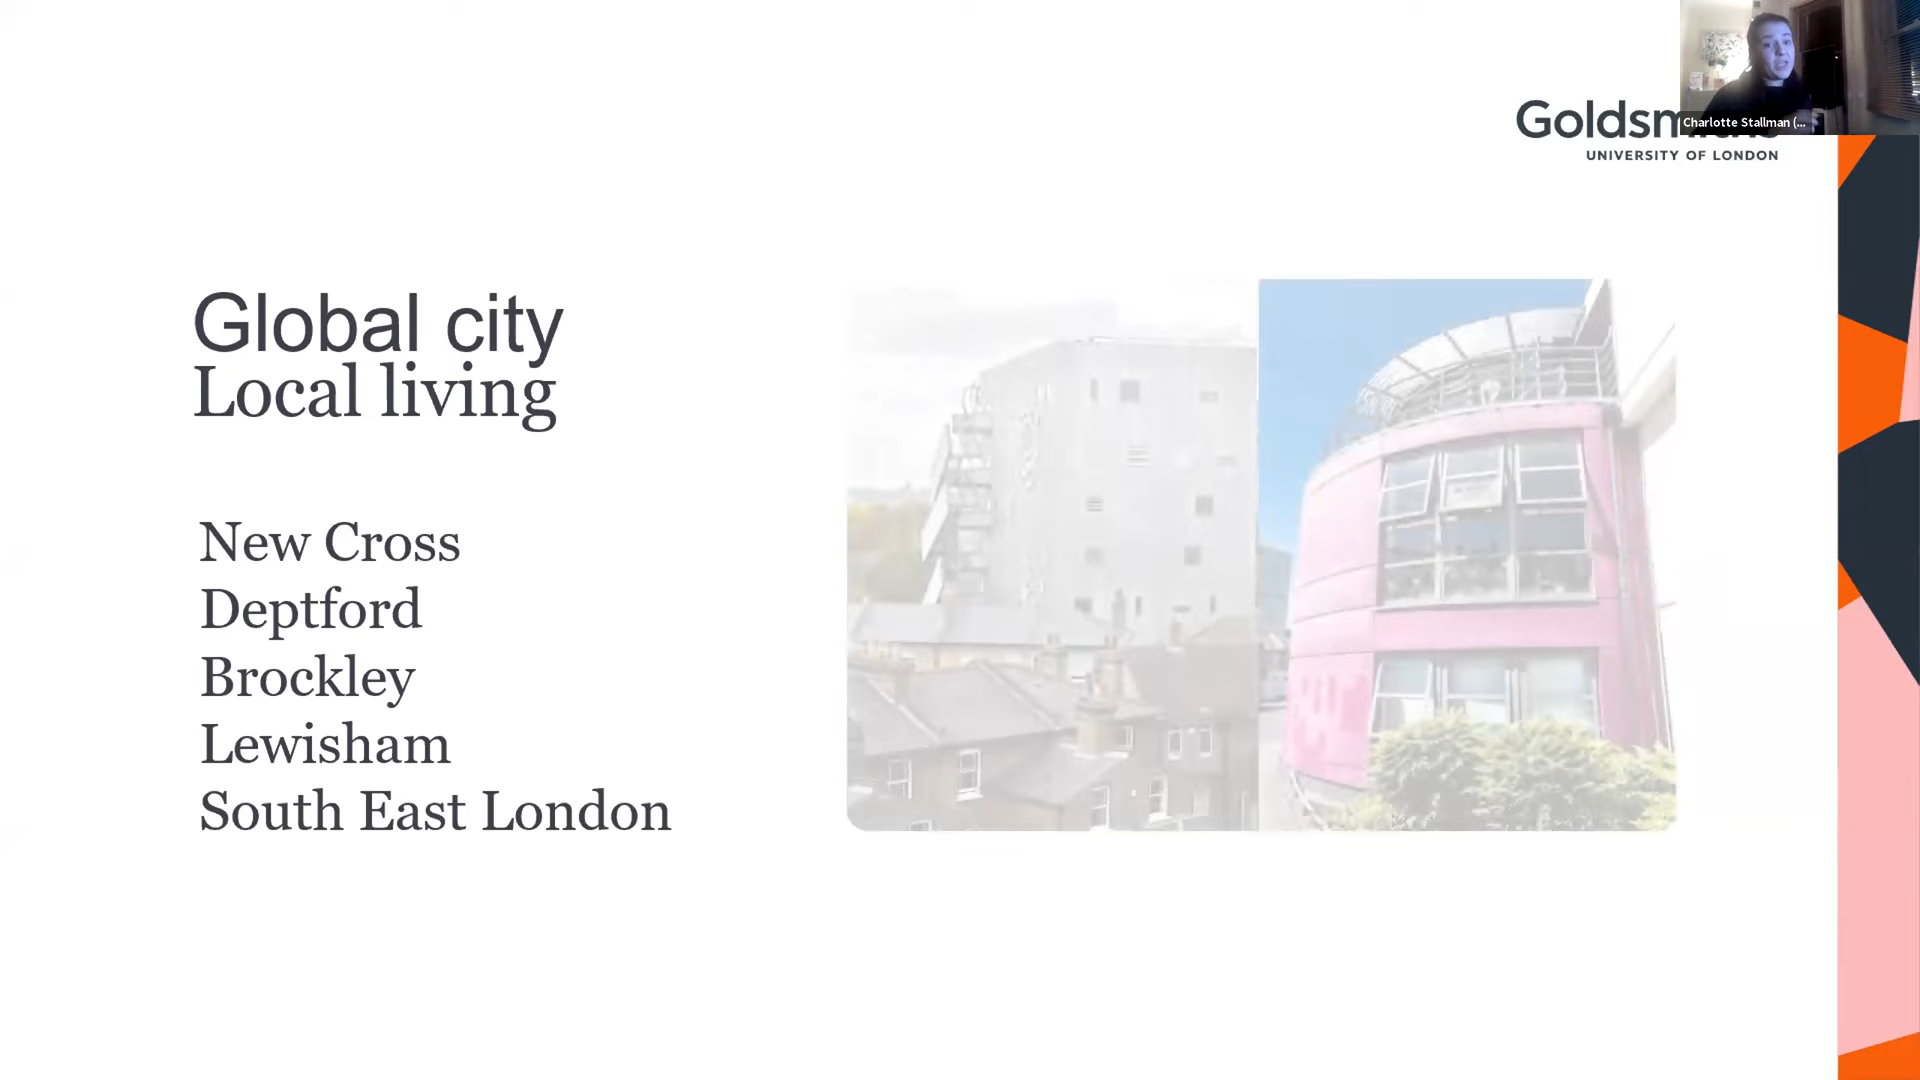 Goldsm
UNIVERSITY OF LONDON
Charlotte Stallman (...
Global city
Local living
New Cross
Deptford
Brockley
Lewisham
South East London